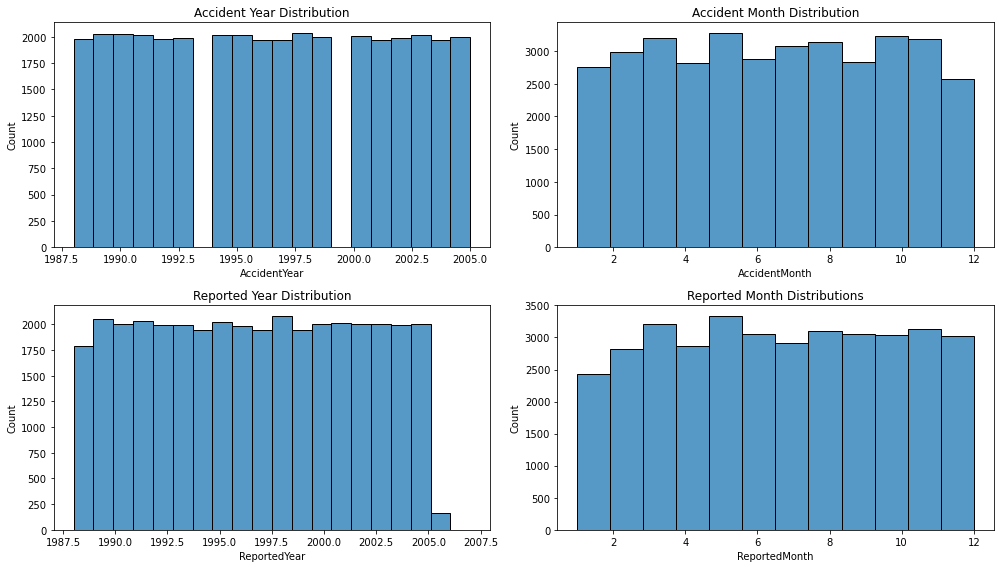 Accident Year Distribution
2000
1750
1500
1250
1000
750
500
250
0
Count
1987.5 1990.0 1992.5 1995.0 1997.5 2000.0 2002.5 2005.0
AccidentYear
Accident Month Distribution
3000
2500
2000
1500
1000
500
0
Count
2 4 6 8 10 12
AccidentMonth
Reported Year Distribution
2000
1750
1500
1250
1000
750
500
250
0
Count
1987.5 1990.0 1992.5 1995.0 1997.5 2000.0 2002.5 2005.0 2007.5
ReportedYear
Reported Month Distributions
3500
3000
2500
2000
1500
1000
500
0
Count
2 4 6 8 10 12
ReportedMonth